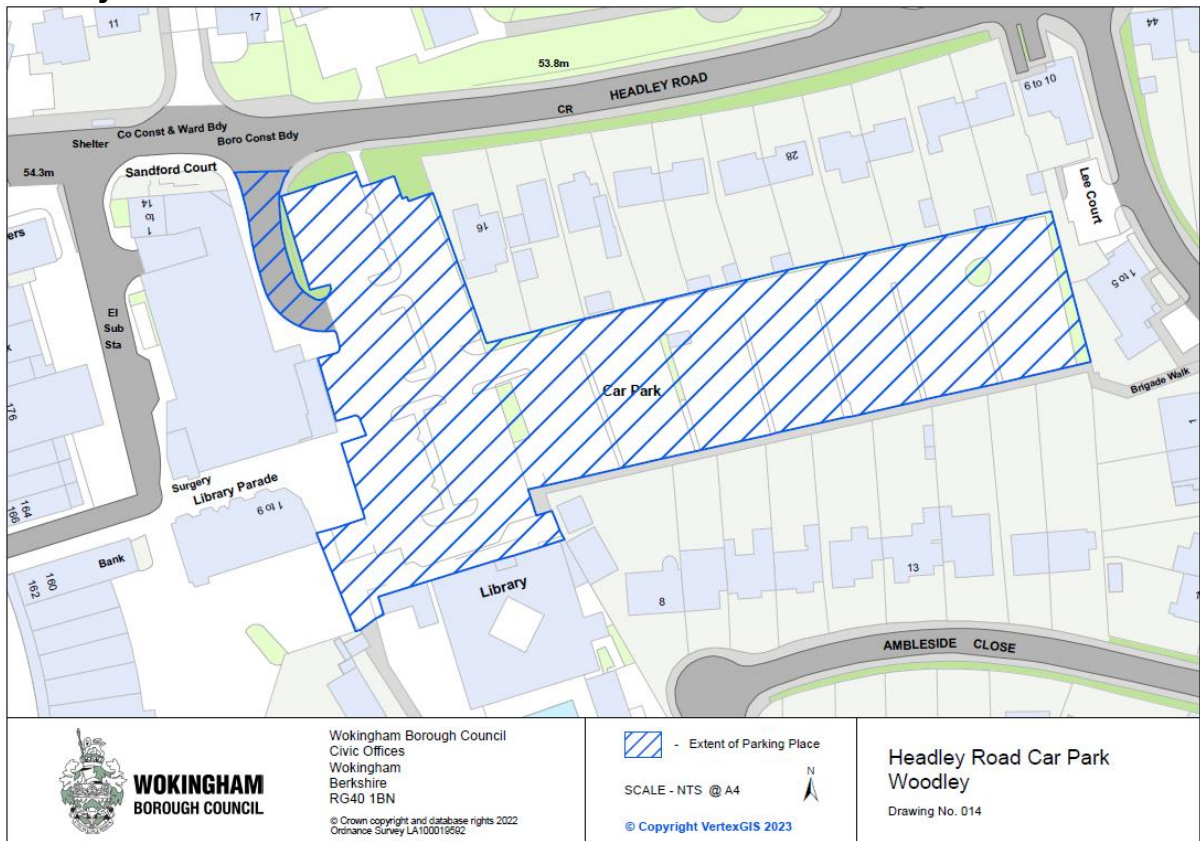 11
17
44
53.8m
HEADLEY ROAD
CR
6 to 10
Co Const & Ward Bdy
Shelter
Boro Const Bdy
54.3m
Sandford Court
28
Lee Court
1 to 14
16
1 to 5
El
Sub
Sta
Car Park
Brigade Walk
1
176
Surgery
Library Parade
1 to 9
164
166
Bank
160
162
Library
8
13
AMBLESIDE CLOSE
WOKINGHAM
BOROUGH COUNCIL
Wokingham Borough Council
Civic Offices
Wokingham
Berkshire
RG40 1BN
© Crown copyright and database rights 2022
Ordnance Survey LA100019592
- Extent of Parking Place
SCALE - NTS @ A4
N
© Copyright VertexGIS 2023
Headley Road Car Park
Woodley
Drawing No. 014